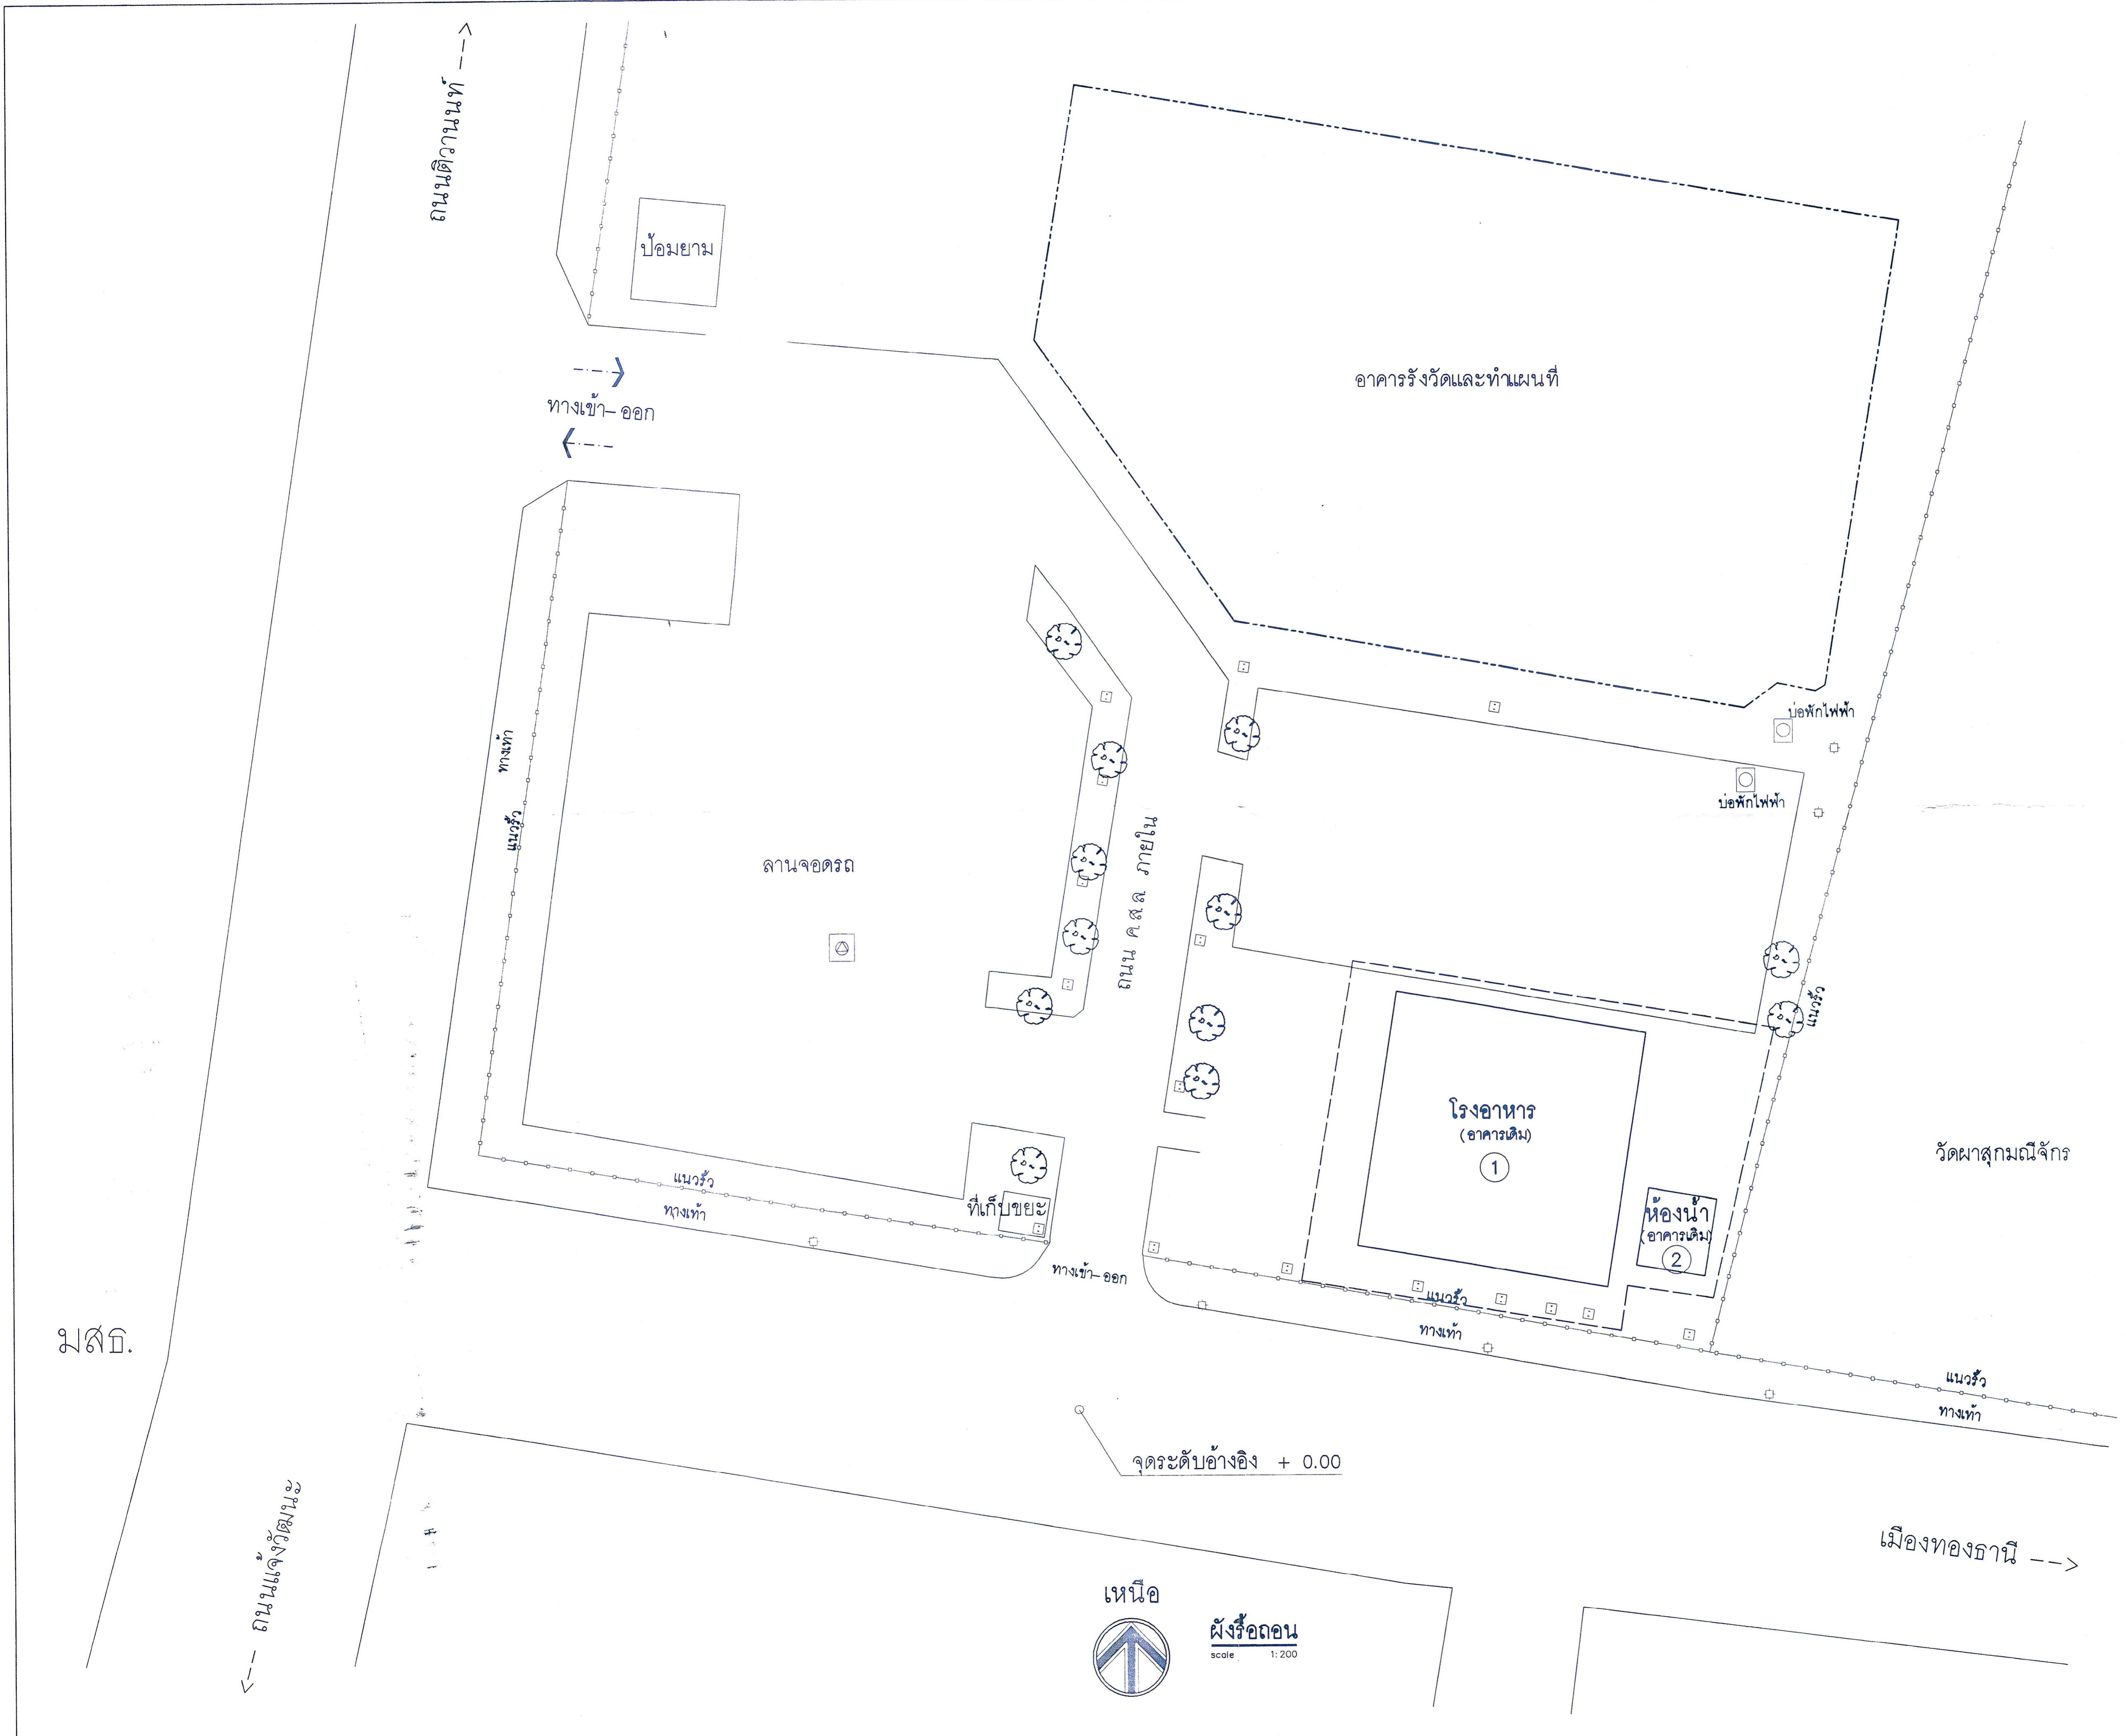 ถนนติวานนท์ -->
ป้อมยาม
อาคารรังวัดและทำแผนที่
ทางเข้า-ออก
บ่อพักไฟฟ้า
บ่อพักไฟฟ้า
ทางเท้า
แนวรั้ว
ลานจอดรถ
ถนน ค.ส.ล. ภายใน
แนวรั้ว
โรงอาหาร
(อาคารเดิม)
1
วัดผาสุกมณีจักร
แนวรั้ว
ทางเท้า
ที่เก็บขยะ
ห้องน้ำ
(อาคารเดิม)
2
ทางเข้า-ออก
แนวรั้ว
ทางเท้า
มสธ.
แนวรั้ว
ทางเท้า
จุดระดับอ้างอิง + 0.00
<-- ถนนแจ้งวัฒนะ
เมืองทองธานี -->
เหนือ
ผังรื้อถอน
scale 1:200